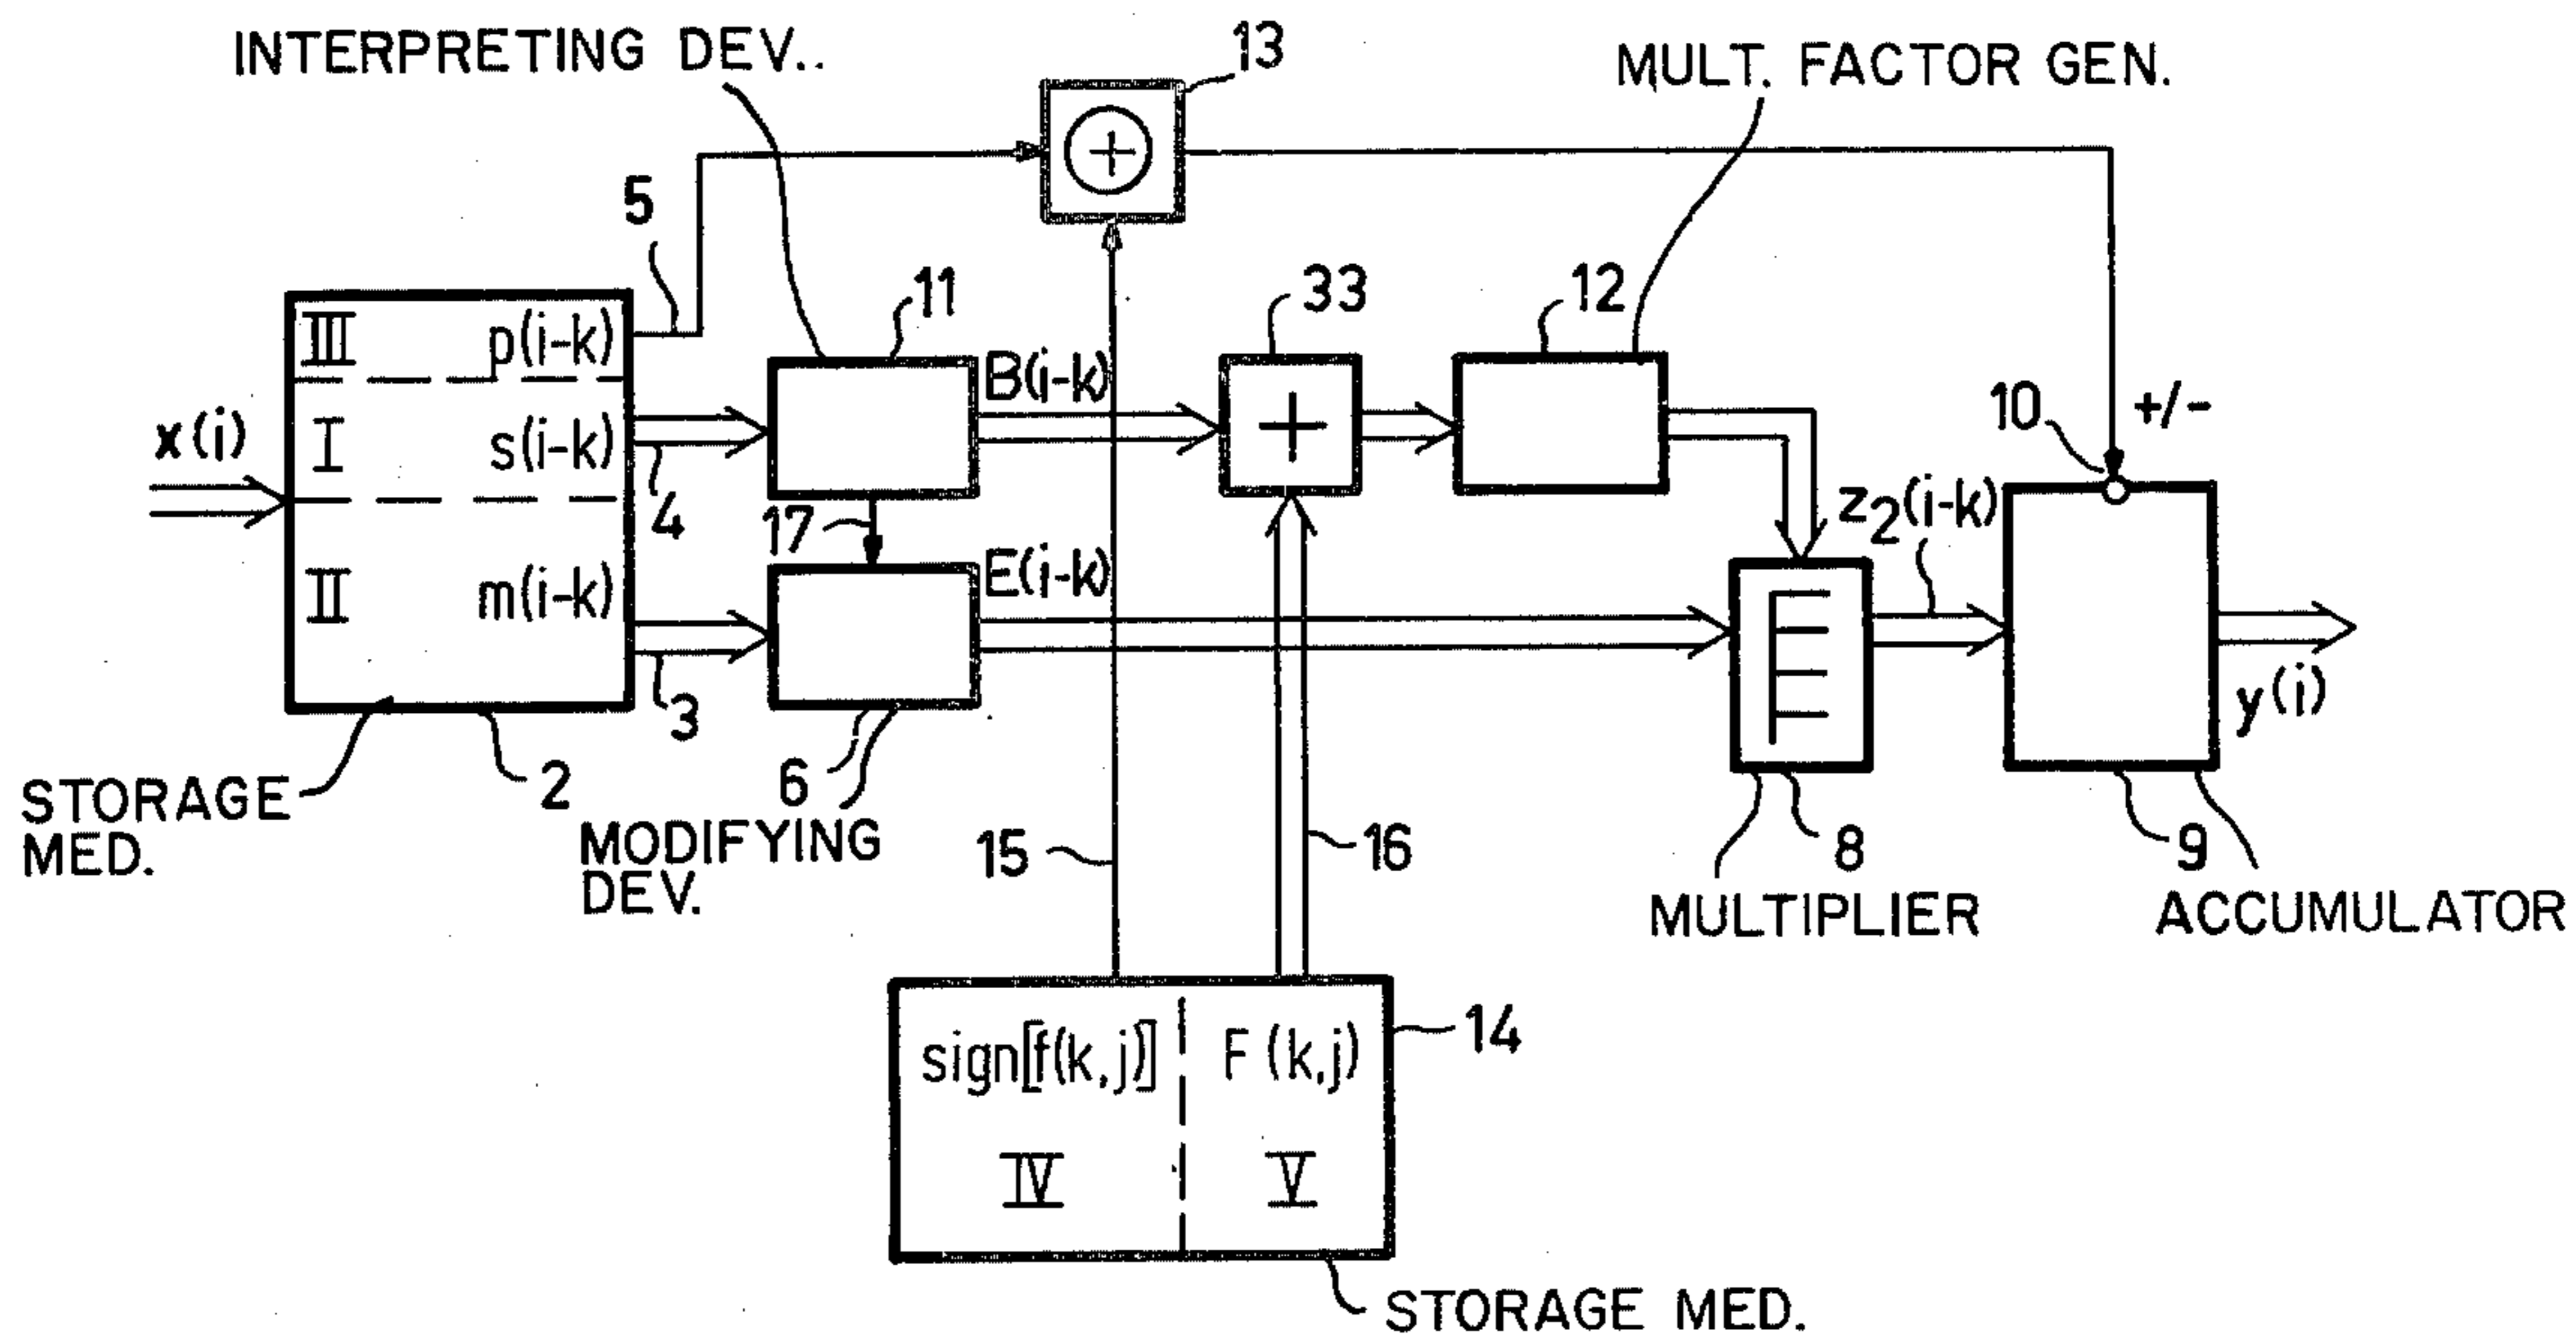 INTERPRETING DEV..
13
MULT. FACTOR GEN.
5
11
33
12
III p(i-k)
B(i-k)
+
10
+/-
x(i)
I s(i-k)
+
4
17
z2(i-k)
II m(i-k)
E(i-k)
3
y(i)
STORAGE
MED.
2
6
MODIFYING
DEV.
15
16
8
9
MULTIPLIER
ACCUMULATOR
sign[f(k,j)]
F(k,j)
14
IV
V
STORAGE MED.